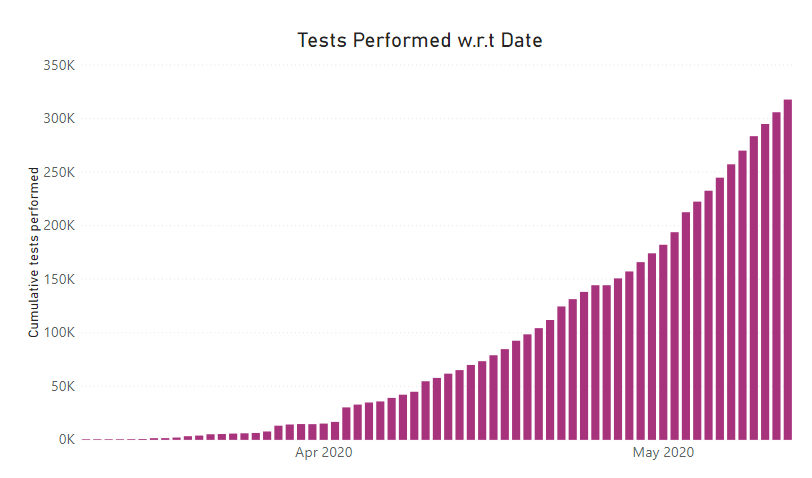 Tests Performed w.r.t Date
Cumulative tests performed
350K
300K
250K
200K
150K
100K
50K
0K
Apr 2020
May 2020